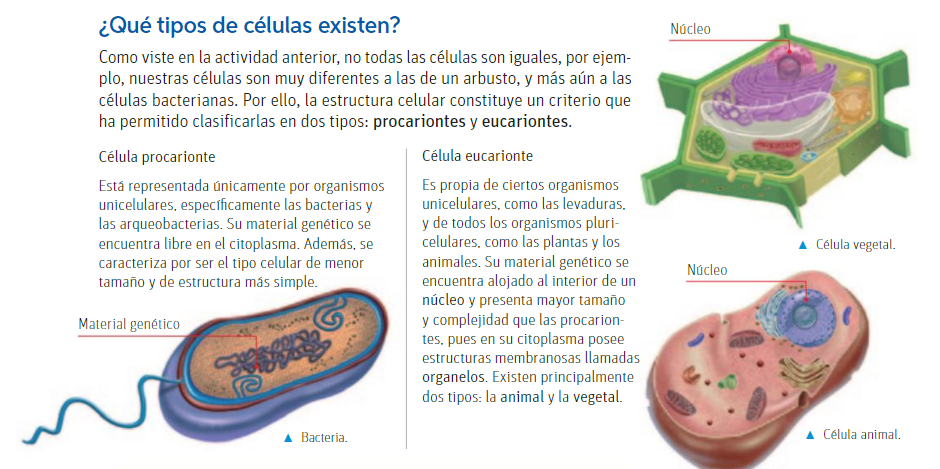 ¿Qué tipos de células existen?
Como viste en la actividad anterior, no todas las células son iguales, por ejem-
plo, nuestras células son muy diferentes a las de un arbusto, y más aún a las
células bacterianas. Por ello, la estructura celular constituye un criterio que
ha permitido clasificarlas en dos tipos: procariontes y eucariontes.
Célula procarionte
Está representada únicamente por organismos
unicelulares, específicamente las bacterias y
las arqueobacterias. Su material genético se
encuentra libre en el citoplasma. Además, se
caracteriza por ser el tipo celular de menor
tamaño y de estructura más simple.
Material genético
▲ Bacteria.
Célula eucarionte
Es propia de ciertos organismos
unicelulares, como las levaduras,
y de todos los organismos pluri-
celulares, como las plantas y los
animales. Su material genético se
encuentra alojado al interior de un
núcleo y presenta mayor tamaño
y complejidad que las procarion-
tes, pues en su citoplasma posee
estructuras membranosas llamadas
organelos. Existen principalmente
dos tipos: la animal y la vegetal.
Núcleo
▲ Célula vegetal.
Núcleo
▲ Célula animal.